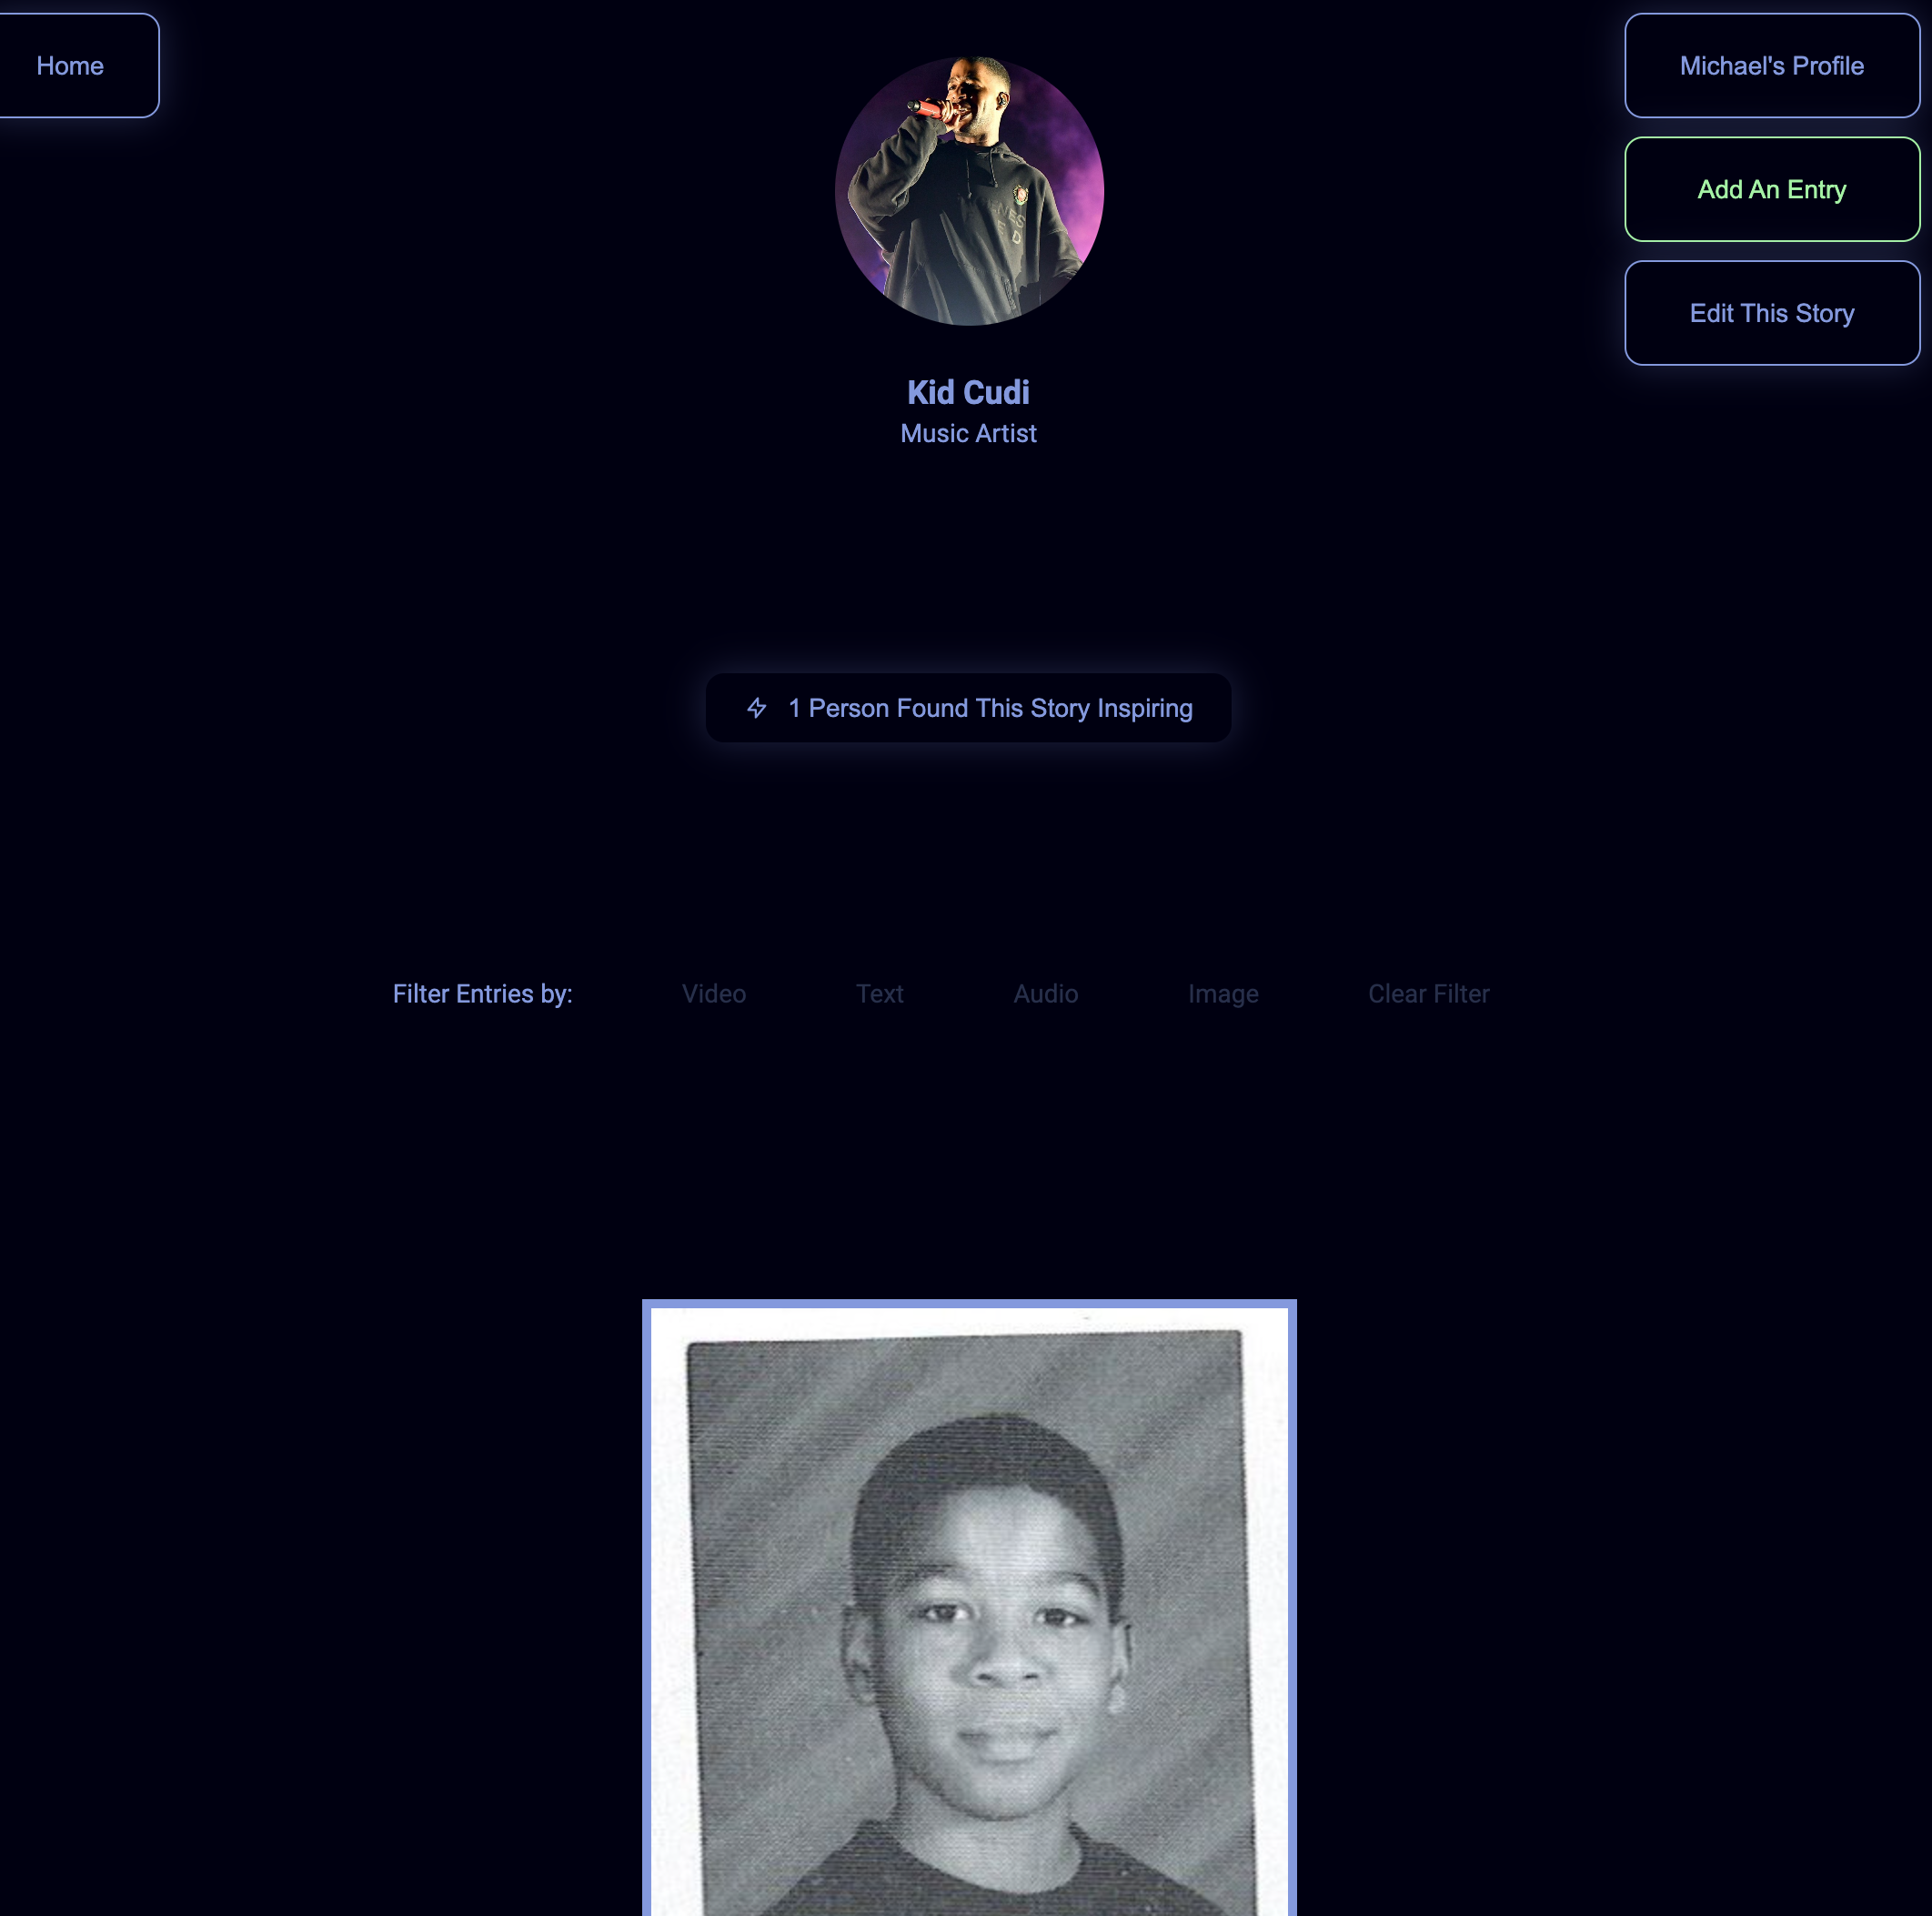 Home
Michael's Profile
Add An Entry
Edit This Story
Kid Cudi
Music Artist
1 Person Found This Story Inspiring
Filter Entries by: Video Text Audio Image Clear Filter